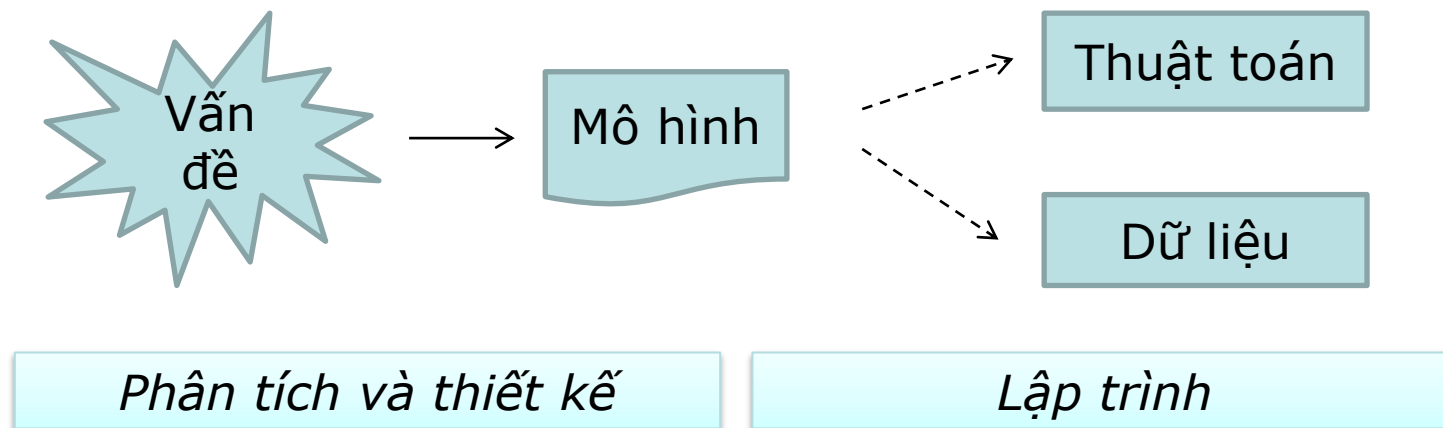 Vấn
đề
Mô hình
Thuật toán
Dữ liệu
Phân tích và thiết kế
Lập trình